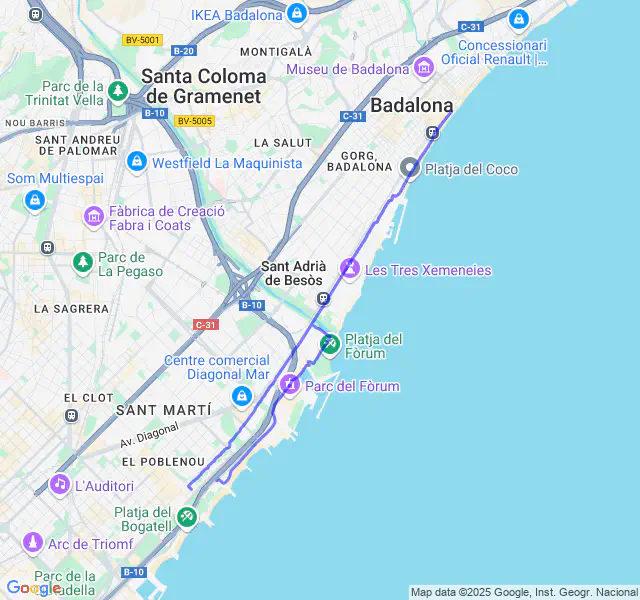 IKEA Badalona
BV-5001
B-20
C-31
Concessionari
Oficial Renault |...
MONTIGALÀ
Museu de Badalona
Parc de la
Trinitat Vella
Santa Coloma
de Gramenet
Badalona
B-10
BV-5005
C-31
NOU BARRIS
SANT ANDREU
DE PALOMAR
LA SALUT
GORG,
BADALONA
Westfield La Maquinista
Platja del Coco
Som Multiespai
Fàbrica de Creació
Fabra i Coats
Parc de
La Pegaso
Sant Adrià
de Besòs
Les Tres Xemeneies
LA SAGRERA
B-10
C-31
Platja del
Fòrum
Centre comercial
Diagonal Mar
Parc del Fòrum
EL CLOT
SANT MARTÍ
Av. Diagonal
EL POBLENOU
L'Auditori
Platja del
Bogatell
Arc de Triomf
B-10
Parc de la
Google
Map data ©2025 Google, Inst. Geogr. Nacional